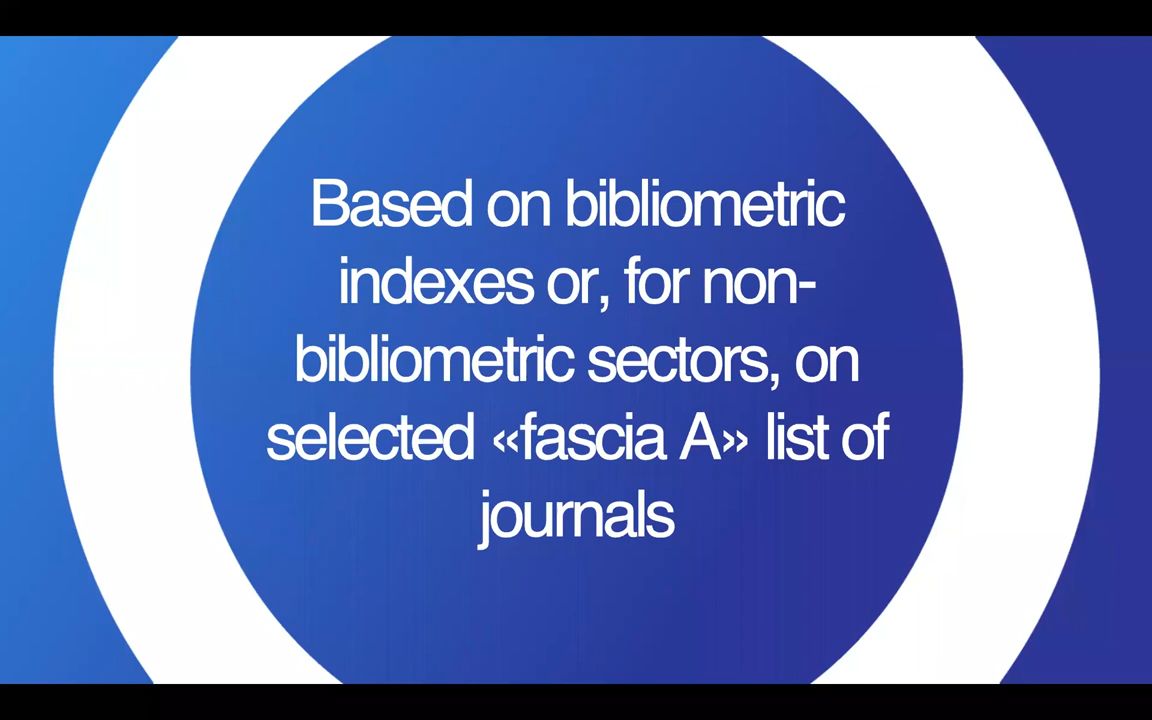 Based on bibliometric
indexes or, for non-
bibliometric sectors, on
selected «fascia A» list of
journals